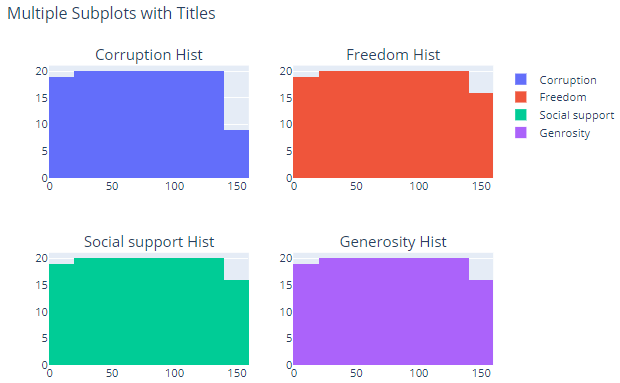 Multiple Subplots with Titles
Corruption Hist
Freedom Hist
20
15
10
5
0
0 50 100 150
20
15
10
5
0
0 50 100 150
Corruption
Freedom
Social support
Genrosity
Social support Hist
Generosity Hist
20
15
10
5
0
0 50 100 150
20
15
10
5
0
0 50 100 150